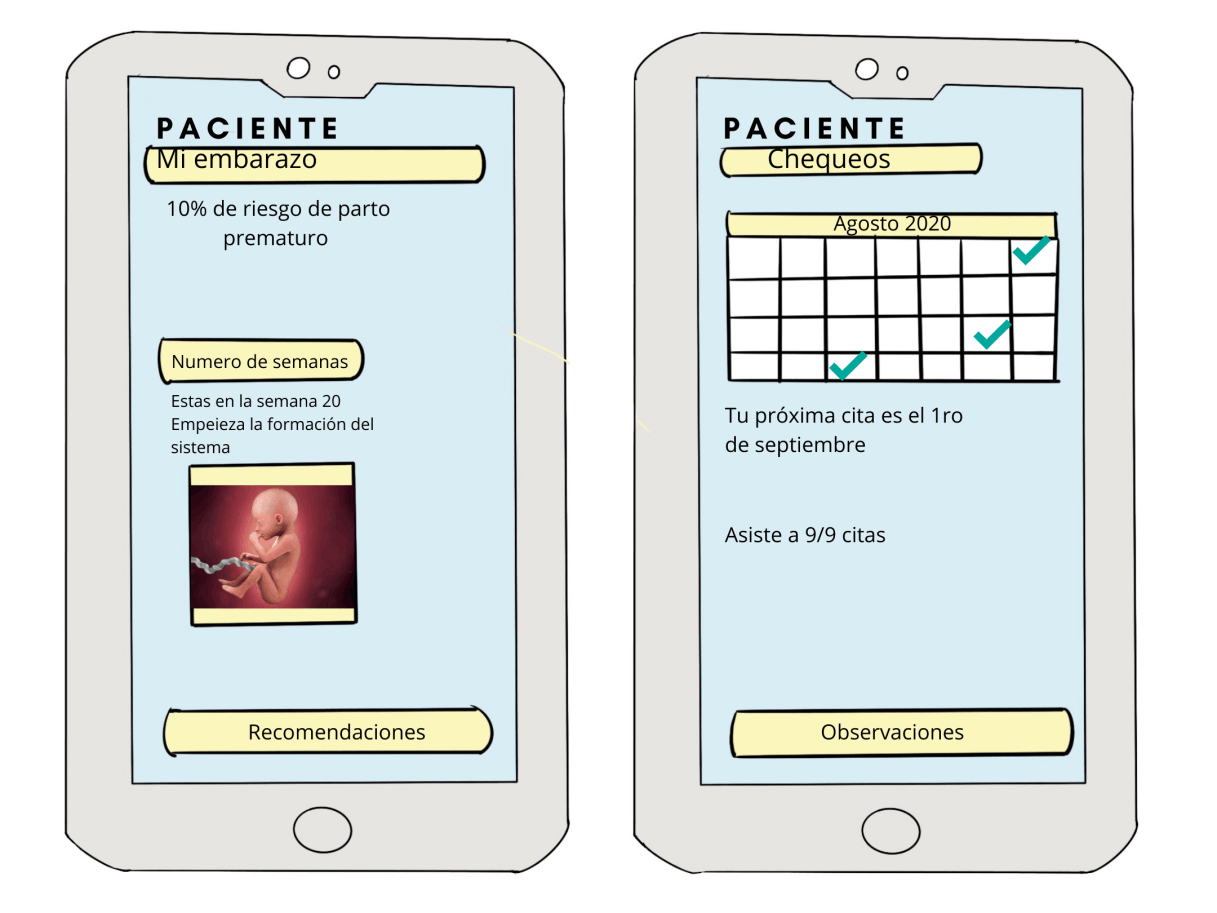 PACIENTE
Mi embarazo
10% de riesgo de parto
prematuro
Numero de semanas
Estas en la semana 20
Empeieza la formación del
sistema
Recomendaciones
PACIENTE
Chequeos
Agosto 2020
Tu próxima cita es el 1ro
de septiembre
Asiste a 9/9 citas
Observaciones